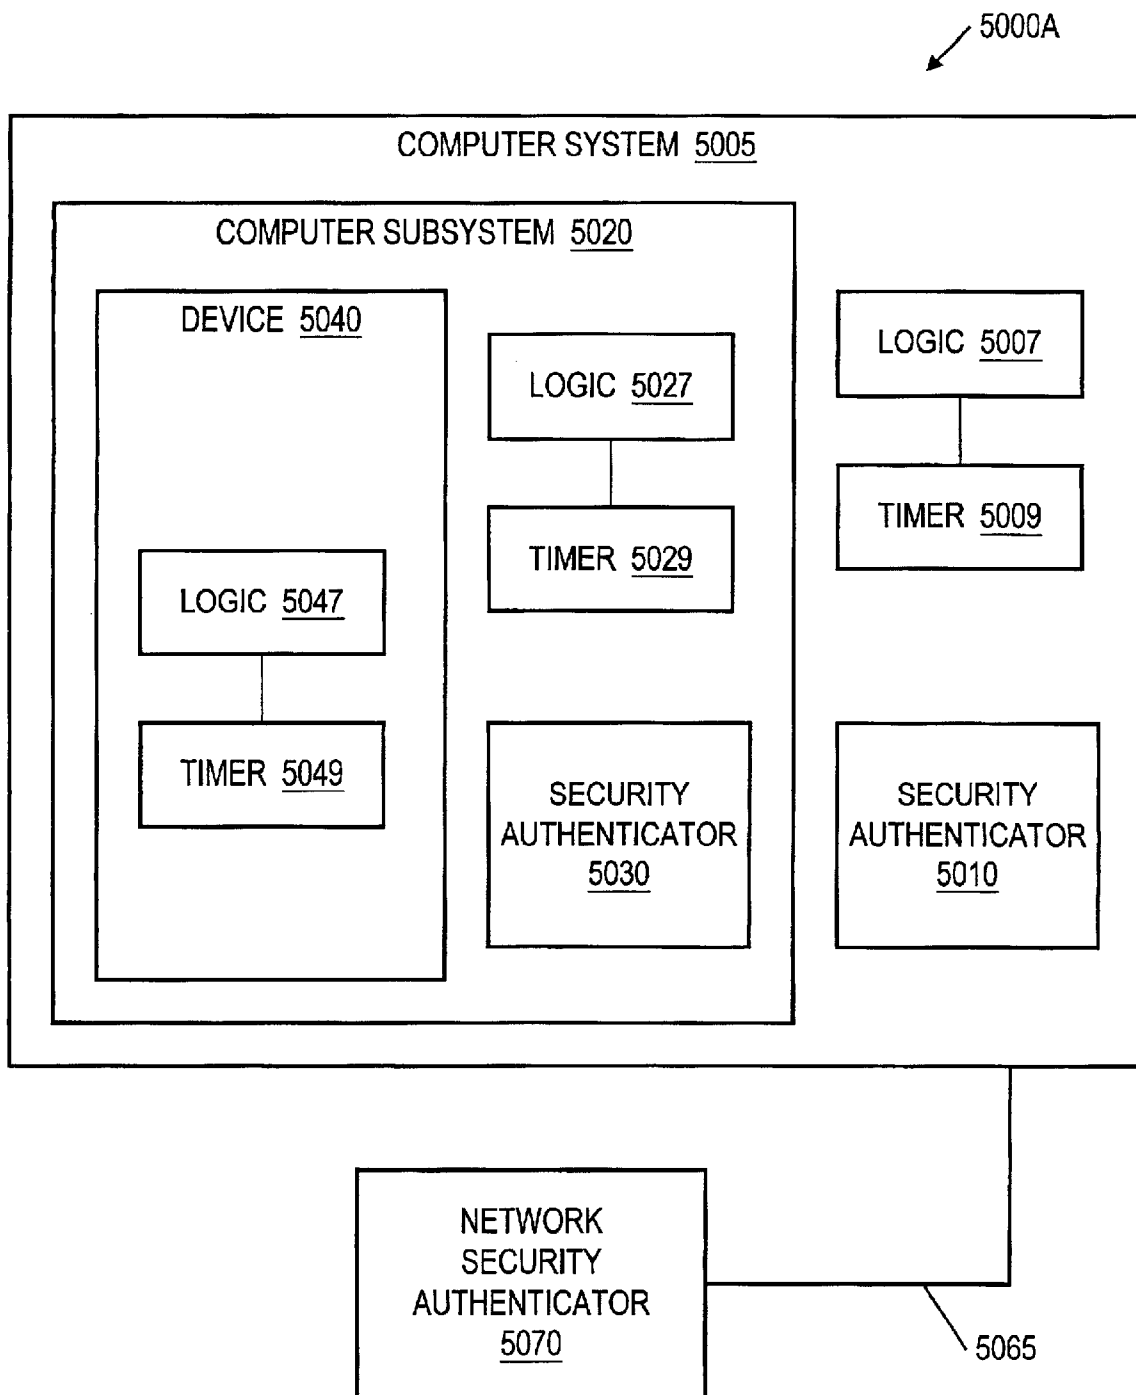 5000A
COMPUTER SYSTEM 5005
COMPUTER SUBSYSTEM 5020
DEVICE 5040
LOGIC 5047
TIMER 5049
LOGIC 5027
TIMER 5029
SECURITY
AUTHENTICATOR
5030
LOGIC 5007
TIMER 5009
SECURITY
AUTHENTICATOR
5010
NETWORK
SECURITY
AUTHENTICATOR
5070
5065